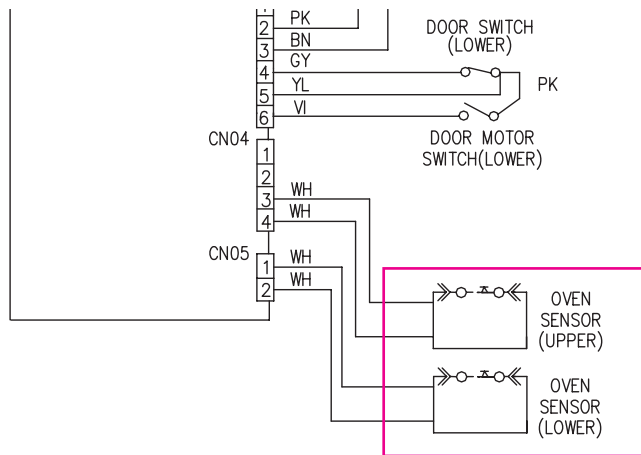 2
PK
3
BN
4
GY
5
YL
6
VI
DOOR SWITCH
(LOWER)
PK
DOOR MOTOR
SWITCH(LOWER)
CN04
1
2
3
WH
4
WH
CN05
1
WH
2
WH
OVEN
SENSOR
(UPPER)
OVEN
SENSOR
(LOWER)